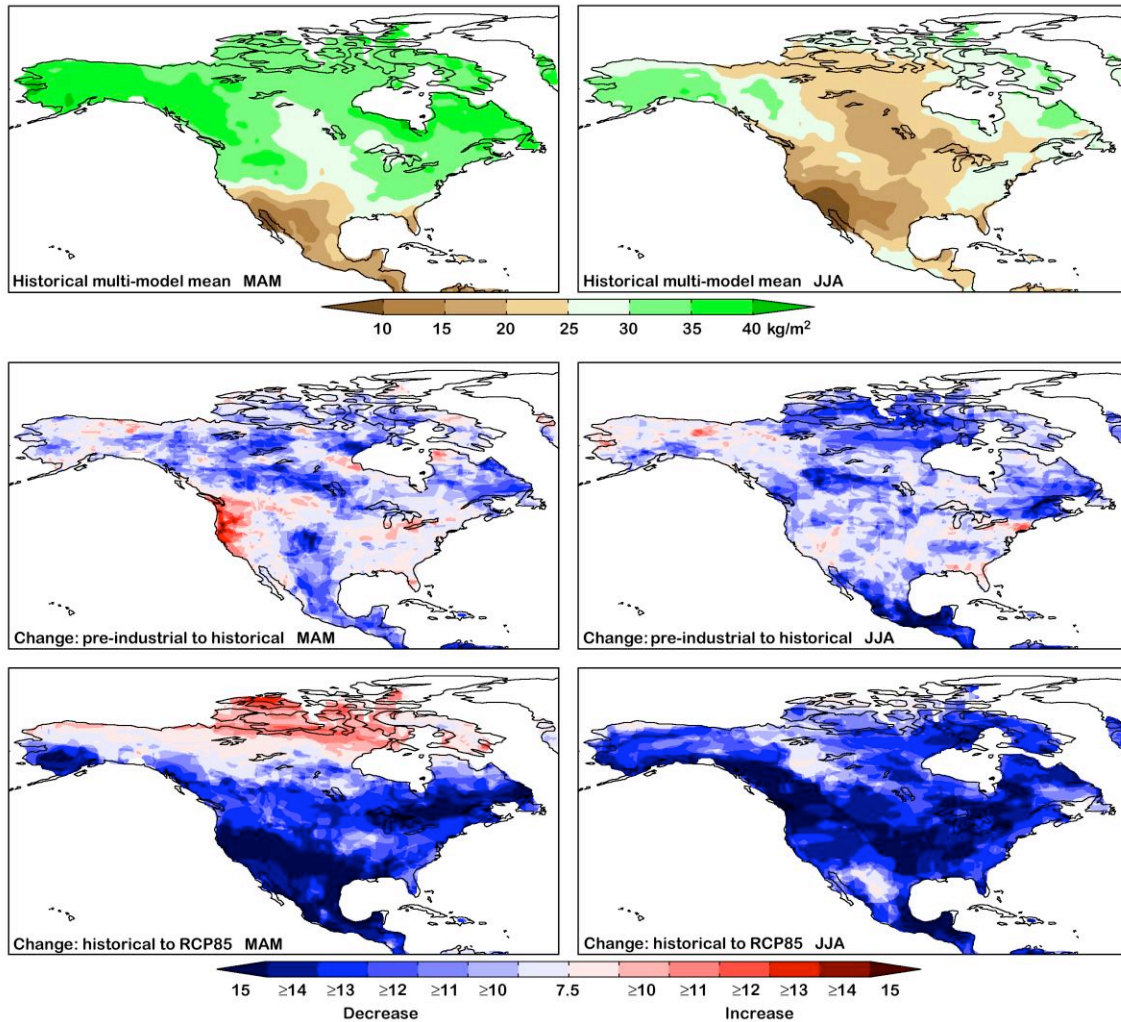 Historical multi-model mean MAM
Historical multi-model mean JJA
10 15 20 25 30 35 40 kg/m²
Change: pre-industrial to historical MAM
Change: pre-industrial to historical JJA
Change: historical to RCP85 MAM
Change: historical to RCP85 JJA
15 ≥14 ≥13 ≥12 ≥11 ≥10 7.5 ≥10 ≥11 ≥12 ≥13 ≥14 15
Decrease Increase